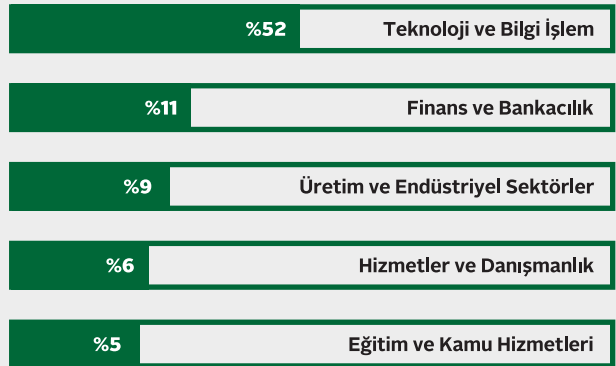 %52 Teknoloji ve Bilgi İşlem
%11 Finans ve Bankacılık
%9 Üretim ve Endüstriyel Sektörler
%6 Hizmetler ve Danışmanlık
%5 Eğitim ve Kamu Hizmetleri